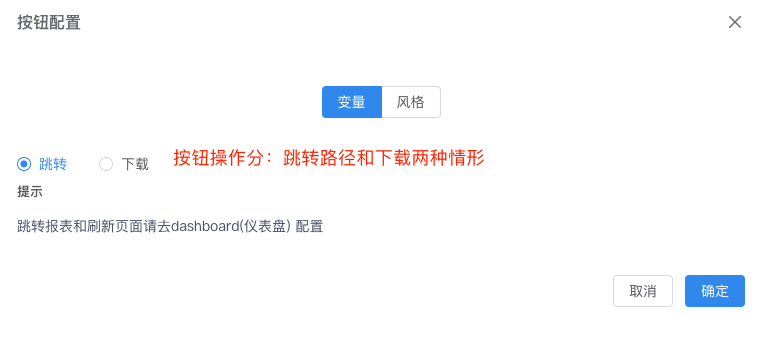 按钮配置
变量 风格
跳转 下载 按钮操作分：跳转路径和下载两种情形
提示
跳转报表和刷新页面请去dashboard(仪表盘) 配置
取消 确定